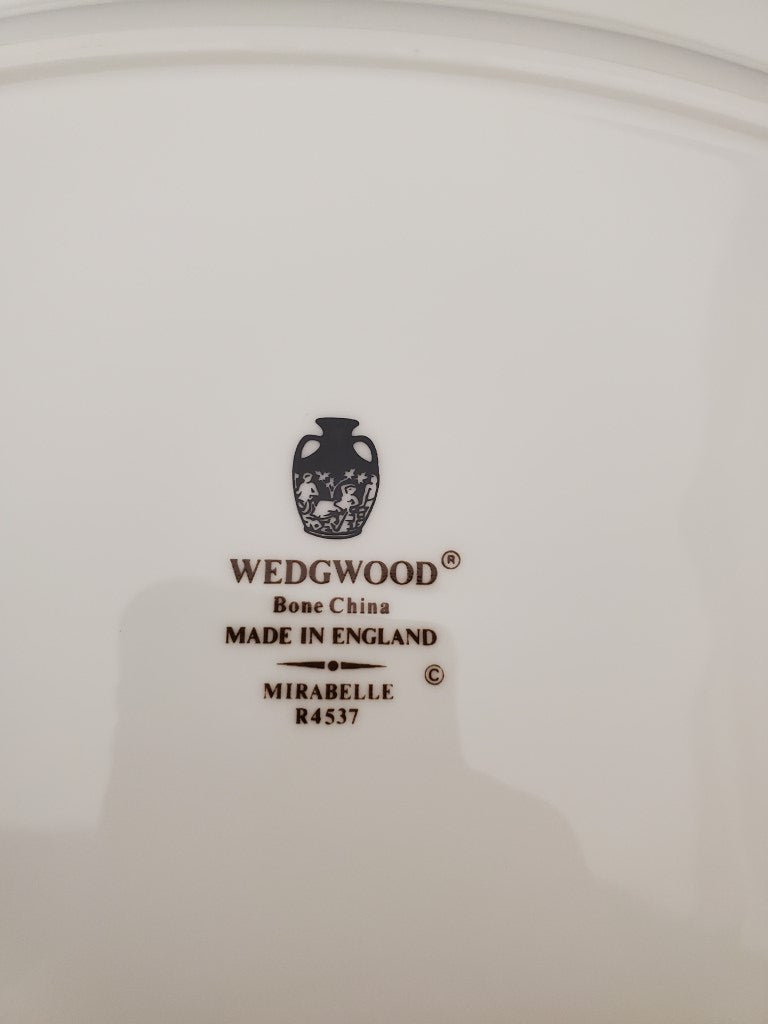 WEDGWOOD®
Bone China
MADE IN ENGLAND
©
MIRABELLE
R4537